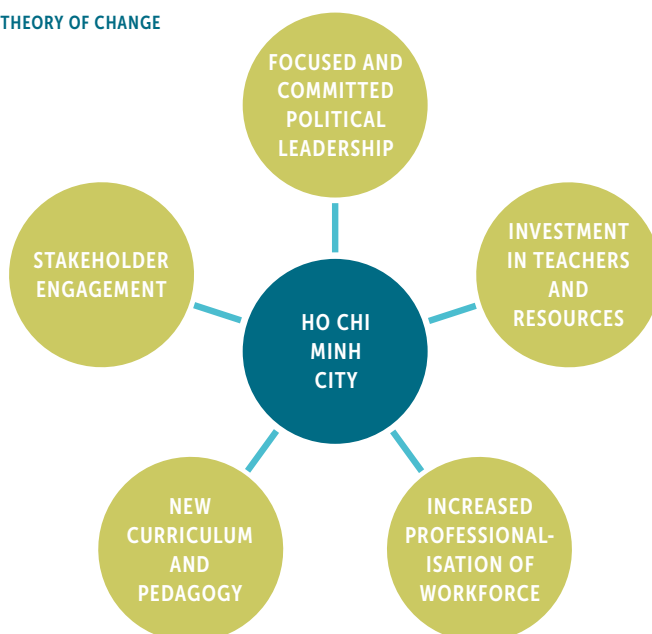 THEORY OF CHANGE
FOCUSED AND
COMMITTED
POLITICAL
LEADERSHIP
STAKEHOLDER
ENGAGEMENT
INVESTMENT
IN TEACHERS
AND
RESOURCES
HO CHI
MINH
CITY
NEW
CURRICULUM
AND
PEDAGOGY
INCREASED
PROFESSIONAL-
ISATION OF
WORKFORCE